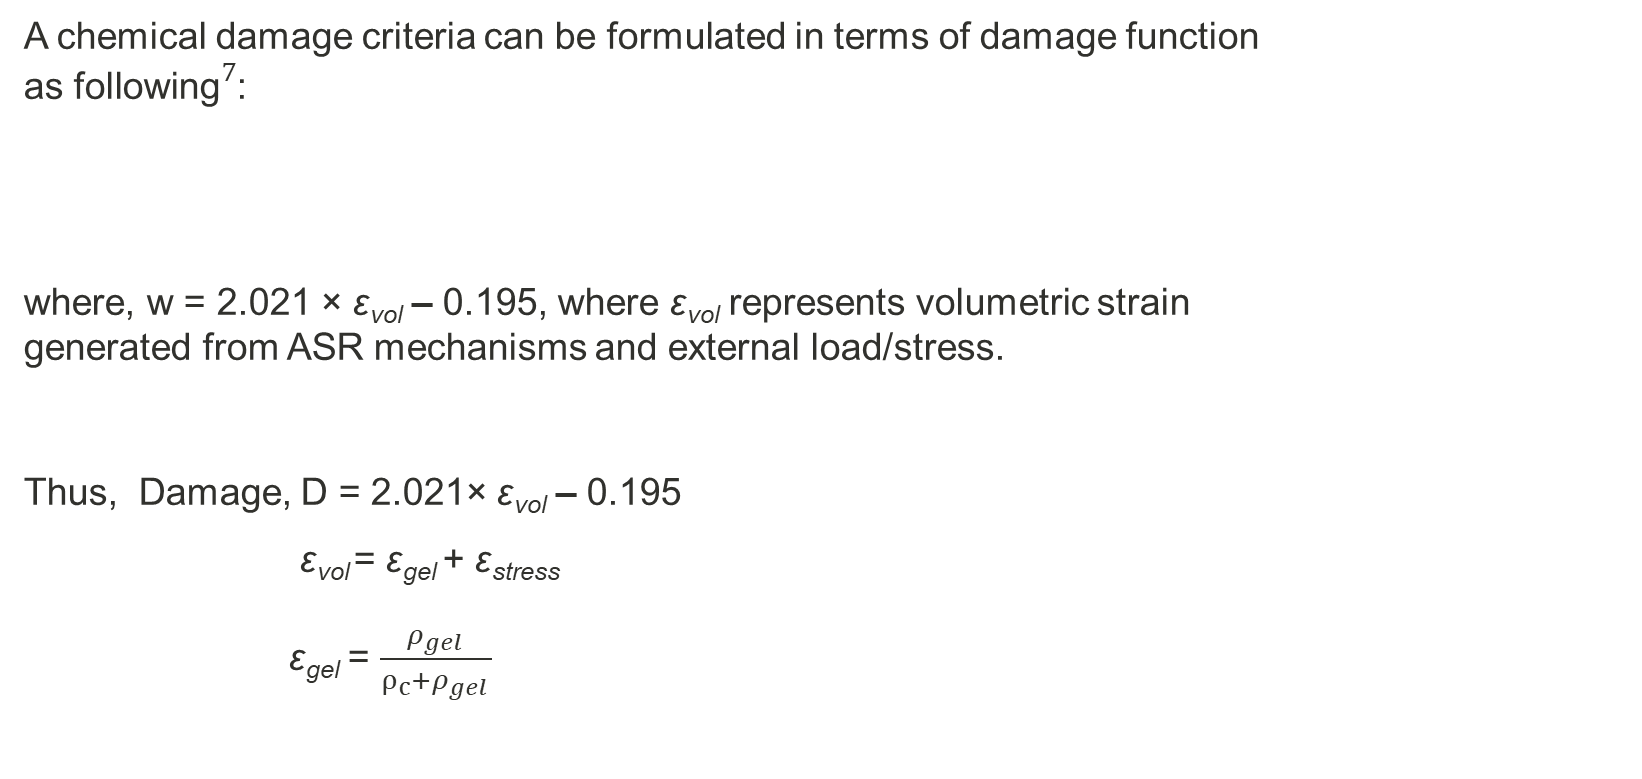 A chemical damage criteria can be formulated in terms of damage function
as following⁷:
where, w = 2.021 × εvol – 0.195, where εvol represents volumetric strain
generated from ASR mechanisms and external load/stress.
Thus, Damage, D = 2.021× εvol – 0.195
εvol= εgel + εstress
εgel = ρgel / ρc+ρgel